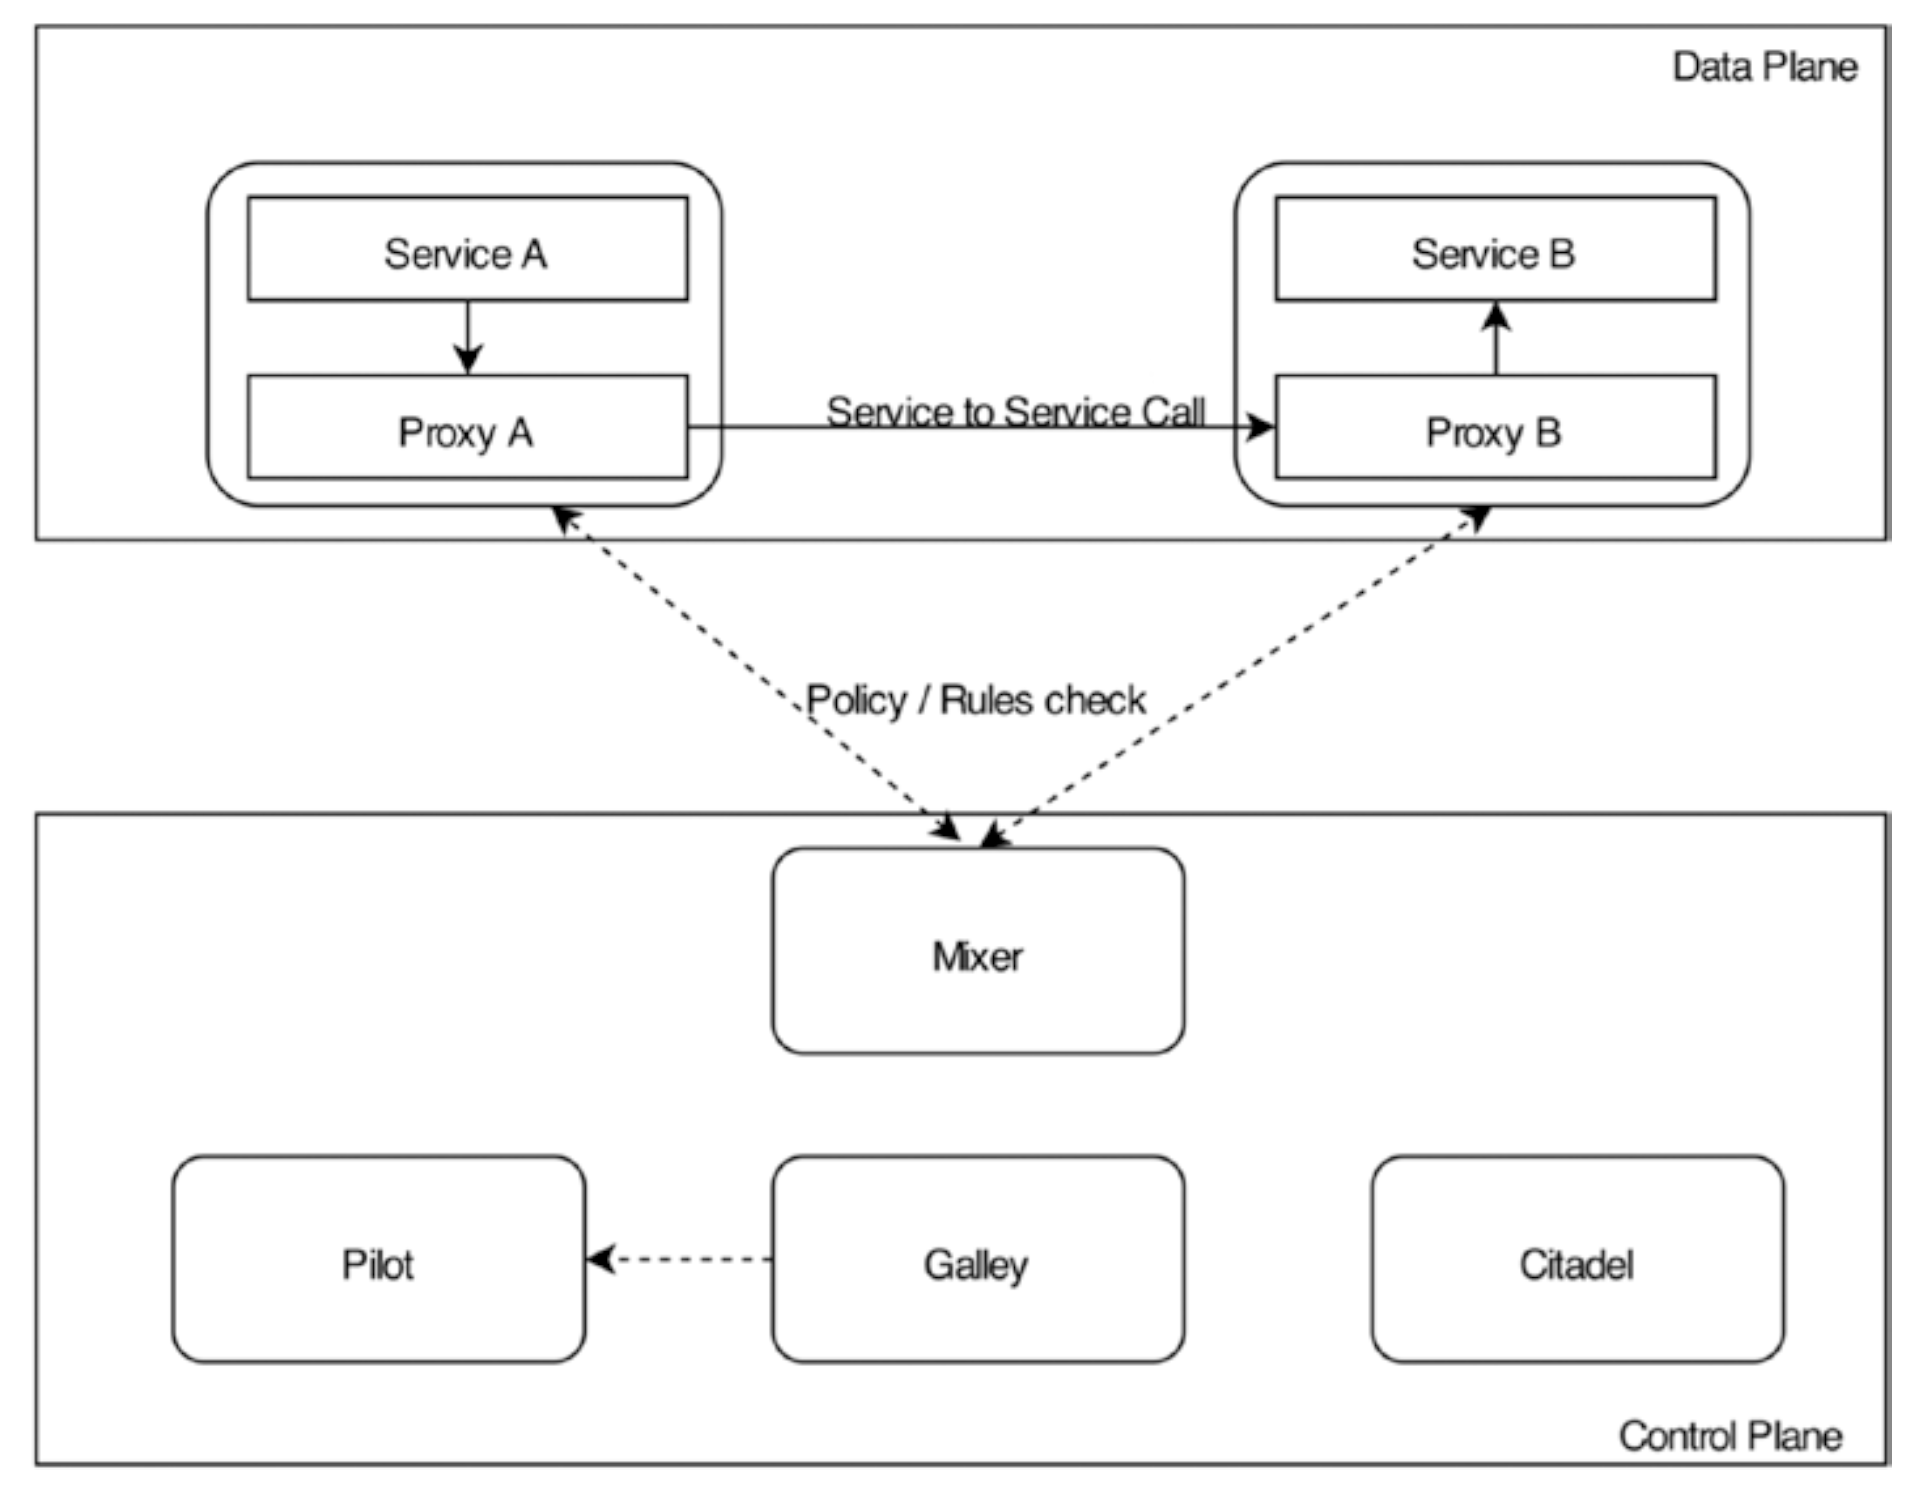 Data Plane
Service A
Service B
Proxy A
Service to Service Call
Proxy B
Policy / Rules check
Mixer
Pilot
Galley
Citadel
Control Plane